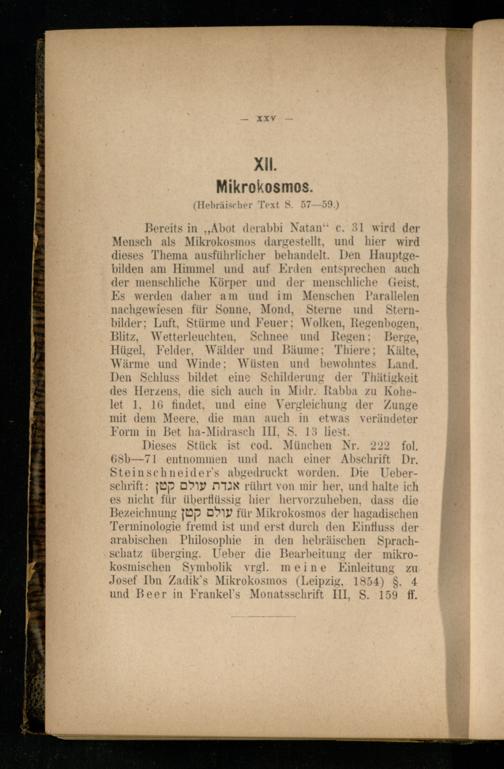 — XXV —
XII.
Mikrokosmos.
(Hebräischer Text S. 57—59.)
Bereits in „Abot derabbi Natan“ c. 31 wird der
Mensch als Mikrokosmos dargestellt, und hier wird
dieses Thema ausführlicher behandelt. Den Hauptge-
bilden am Himmel und auf Erden entsprechen auch
der menschliche Körper und der menschliche Geist.
Es werden daher am und im Menschen Parallelen
nachgewiesen für Sonne, Mond, Sterne und Stern-
bilder; Luft, Stürme und Feuer; Wolken, Regenbogen,
Blitz, Wetterleuchten, Schnee und Regen; Berge,
Hügel, Felder, Wälder und Bäume; Thiere; Kälte,
Wärme und Winde; Wüsten und bewohntes Land.
Den Schluss bildet eine Schilderung der Thätigkeit
des Herzens, die sich auch in Midr. Rabba zu Kohe-
let 1, 16 findet, und eine Vergleichung der Zunge
mit dem Meere, die man auch in etwas verändeter
Form in Bet ha-Midrasch III, S. 13 liest.
Dieses Stück ist cod. München Nr. 222 fol.
68b—71 entnommen und nach einer Abschrift Dr.
Steinschneider's abgedruckt worden. Die Ueber-
schrift: אגדת עולם קטן rührt von mir her, und halte ich
es nicht für überflüssig hier hervorzuheben, dass die
Bezeichnung עולם קטן für Mikrokosmos der hagadischen
Terminologie fremd ist und erst durch den Einfluss der
arabischen Philosophie in den hebräischen Sprach-
schatz überging. Ueber die Bearbeitung der mikro-
kosmischen Symbolik vrgl. meine Einleitung zu
Josef Ibn Zadik's Mikrokosmos (Leipzig, 1854) §. 4
und Beer in Frankel's Monatsschrift III, S. 159 ff.